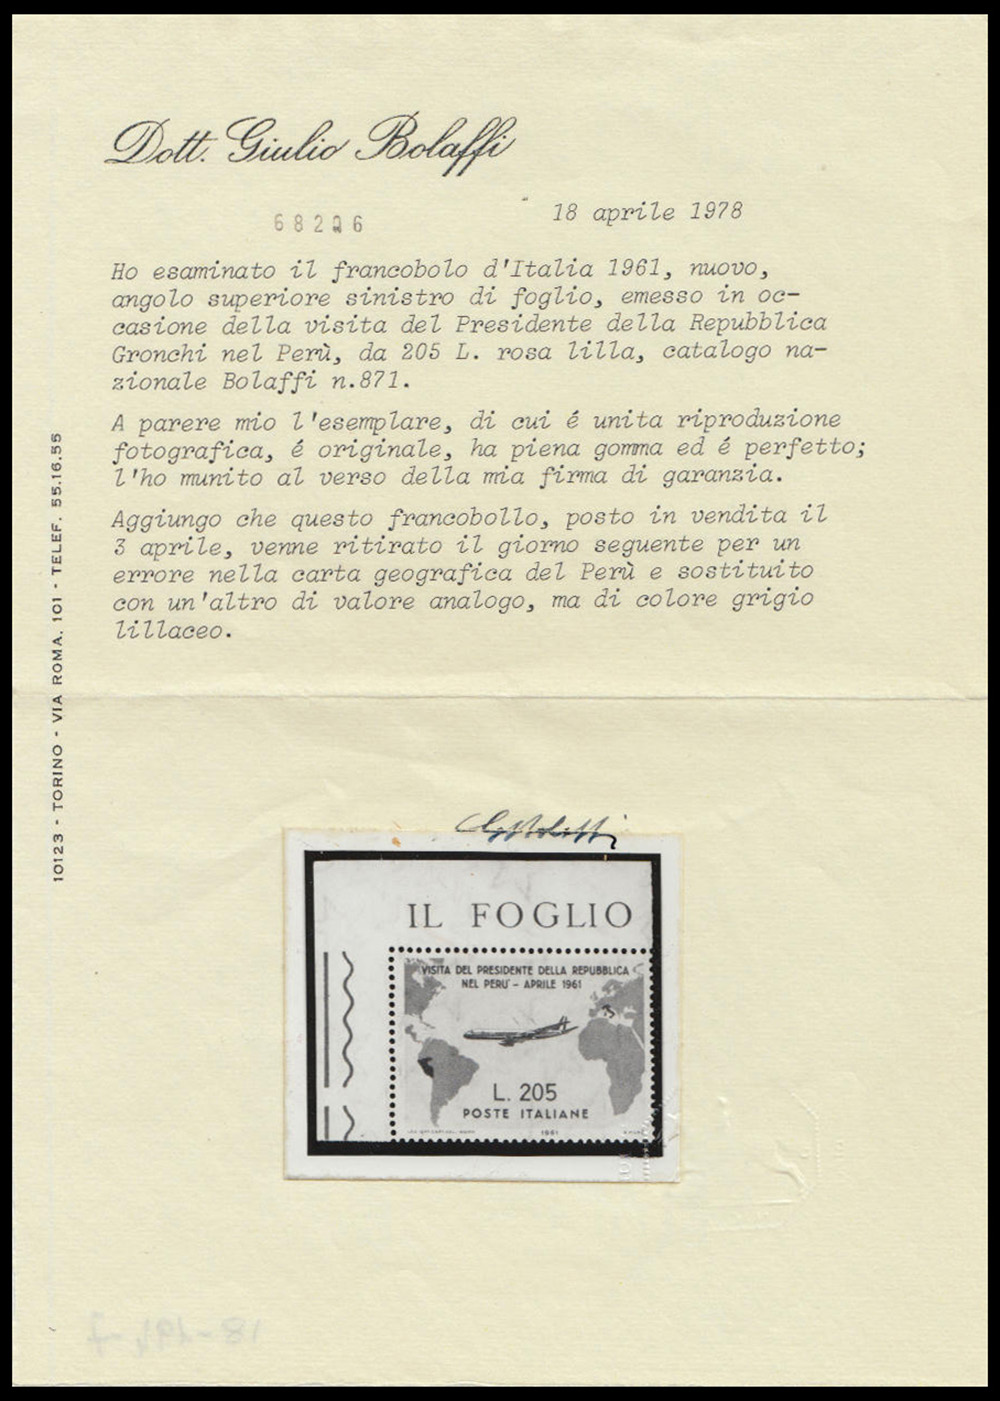 Dott. Giulio Bolaffi
18 aprile 1978
Ho esaminato il francobolo d'Italia 1961, nuovo,
angolo superiore sinistro di foglio, emesso in oc-
casione della visita del Presidente della Repubblica
Gronchi nel Perù, da 205 L. rosa lilla, catalogo na-
zionale Bolaffi n.871.
A parere mio l'esemplare, di cui é unita riproduzione
fotografica, é originale, ha piena gomma ed é perfetto;
l'ho munito al verso della mia firma di garanzia.
Aggiungo che questo francobollo, posto in vendita il
3 aprile, venne ritirato il giorno seguente per un
errore nella carta geografica del Perù e sostituito
con un'altro di valore analogo, ma di colore grigio
lillaceo.
10123 - TORINO - VIA ROMA, 101 - TELEF. 55.16.55
IL FOGLIO
VISITA DEL PRESIDENTE DELLA REPUBBLICA
NEL PERU' - APRILE 1961
L. 205
POSTE ITALIANE
1961